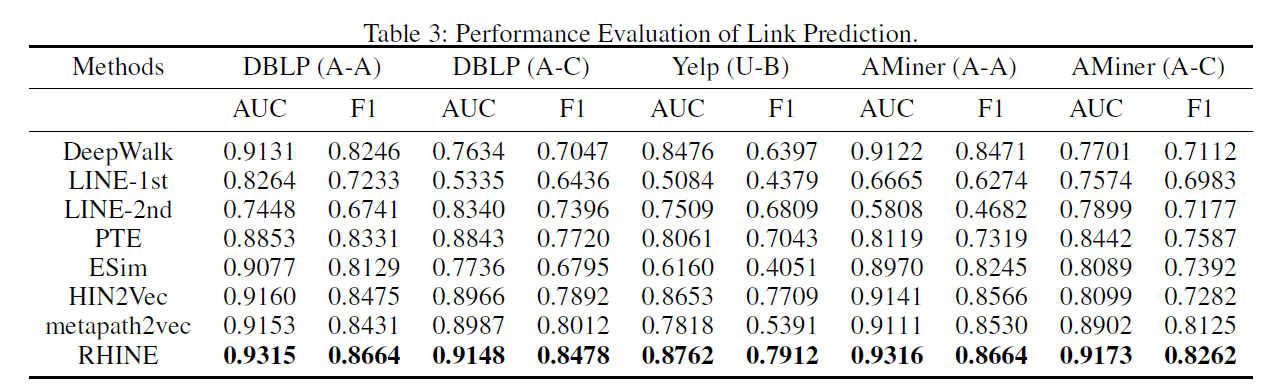 Table 3: Performance Evaluation of Link Prediction.
Methods DBLP (A-A) DBLP (A-C) Yelp (U-B) AMiner (A-A) AMiner (A-C)
AUC F1 AUC F1 AUC F1 AUC F1 AUC F1
DeepWalk 0.9131 0.8246 0.7634 0.7047 0.8476 0.6397 0.9122 0.8471 0.7701 0.7112
LINE-1st 0.8264 0.7233 0.5335 0.6436 0.5084 0.4379 0.6665 0.6274 0.7574 0.6983
LINE-2nd 0.7448 0.6741 0.8340 0.7396 0.7509 0.6809 0.5808 0.4682 0.7899 0.7177
PTE 0.8853 0.8331 0.8843 0.7720 0.8061 0.7043 0.8119 0.7319 0.8442 0.7587
ESim 0.9077 0.8129 0.7736 0.6795 0.6160 0.4051 0.8970 0.8245 0.8089 0.7392
HIN2Vec 0.9160 0.8475 0.8966 0.7892 0.8653 0.7709 0.9141 0.8566 0.8099 0.7282
metapath2vec 0.9153 0.8431 0.8987 0.8012 0.7818 0.5391 0.9111 0.8530 0.8902 0.8125
RHINE 0.9315 0.8664 0.9148 0.8478 0.8762 0.7912 0.9316 0.8664 0.9173 0.8262